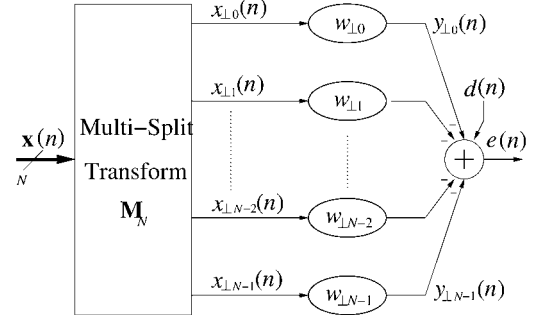 x⊥0(n) w⊥0 y⊥0(n)
x⊥1(n) w⊥1 d(n)
Multi−Split
x(n) e(n)
N
Transform
M_N
− − − −
+
x⊥N−2(n) w⊥N−2
x⊥N−1(n) w⊥N−1 y⊥N−1(n)